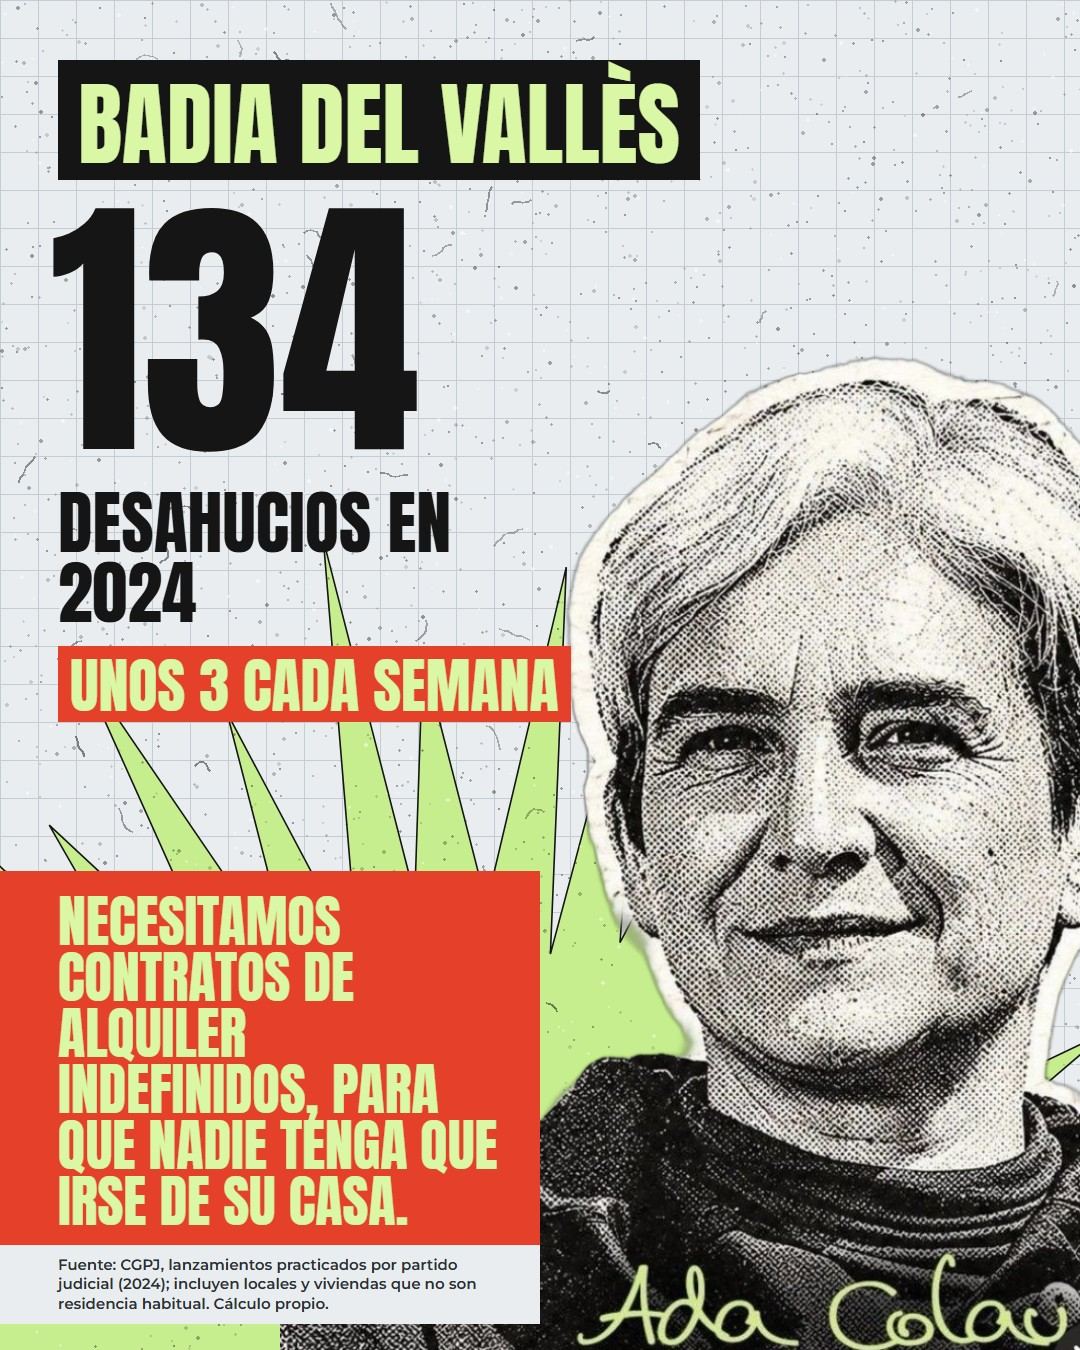 BADIA DEL VALLÈS
134
DESAHUCIOS EN
2024
UNOS 3 CADA SEMANA
NECESITAMOS
CONTRATOS DE
ALQUILER
INDEFINIDOS, PARA
QUE NADIE TENGA QUE
IRSE DE SU CASA.
Fuente: CGPJ, lanzamientos practicados por partido
judicial (2024); incluyen locales y viviendas que no son
residencia habitual. Cálculo propio.
Ada Colau